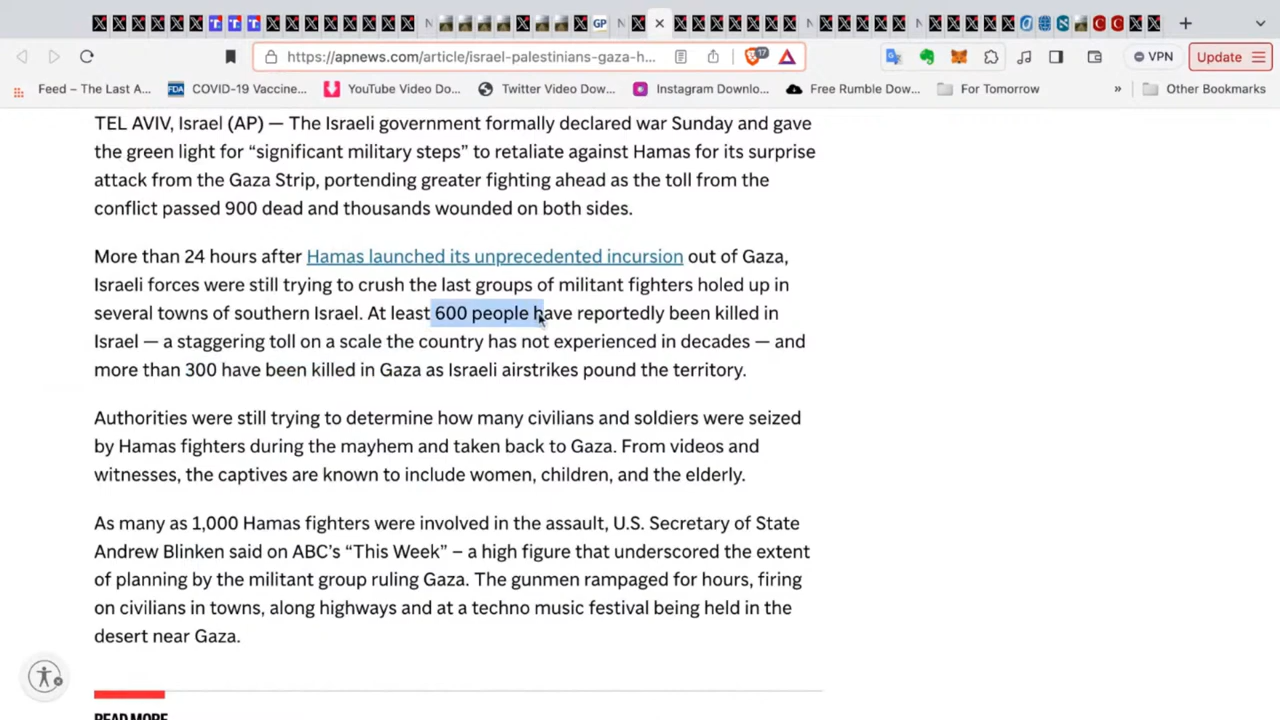 GP
https://apnews.com/article/israel-palestinians-gaza-h...
17
VPN
Update
Feed – The Last A...
FDA
COVID-19 Vaccine...
YouTube Video Do...
Twitter Video Dow...
Instagram Downlo...
Free Rumble Dow...
For Tomorrow
»
Other Bookmarks
TEL AVIV, Israel (AP) — The Israeli government formally declared war Sunday and gave
the green light for “significant military steps” to retaliate against Hamas for its surprise
attack from the Gaza Strip, portending greater fighting ahead as the toll from the
conflict passed 900 dead and thousands wounded on both sides.
More than 24 hours after Hamas launched its unprecedented incursion out of Gaza,
Israeli forces were still trying to crush the last groups of militant fighters holed up in
several towns of southern Israel. At least 600 people have reportedly been killed in
Israel — a staggering toll on a scale the country has not experienced in decades — and
more than 300 have been killed in Gaza as Israeli airstrikes pound the territory.
Authorities were still trying to determine how many civilians and soldiers were seized
by Hamas fighters during the mayhem and taken back to Gaza. From videos and
witnesses, the captives are known to include women, children, and the elderly.
As many as 1,000 Hamas fighters were involved in the assault, U.S. Secretary of State
Andrew Blinken said on ABC’s “This Week” – a high figure that underscored the extent
of planning by the militant group ruling Gaza. The gunmen rampaged for hours, firing
on civilians in towns, along highways and at a techno music festival being held in the
desert near Gaza.
READ MORE